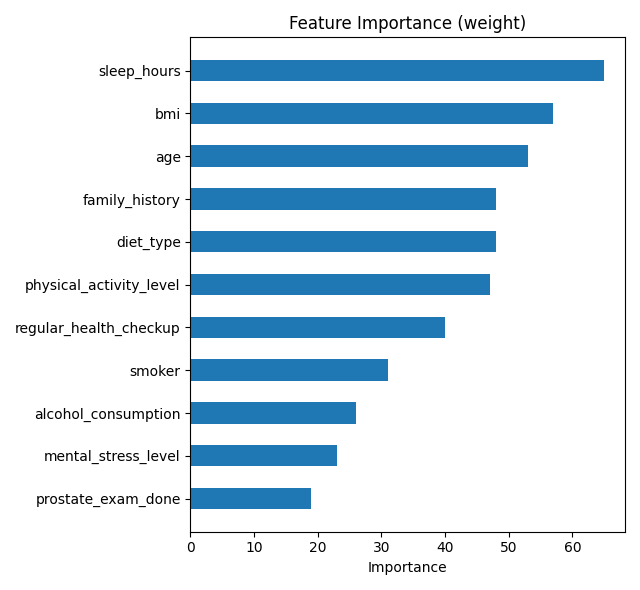 Feature Importance (weight)
sleep_hours
bmi
age
family_history
diet_type
physical_activity_level
regular_health_checkup
smoker
alcohol_consumption
mental_stress_level
prostate_exam_done
0 10 20 30 40 50 60
Importance